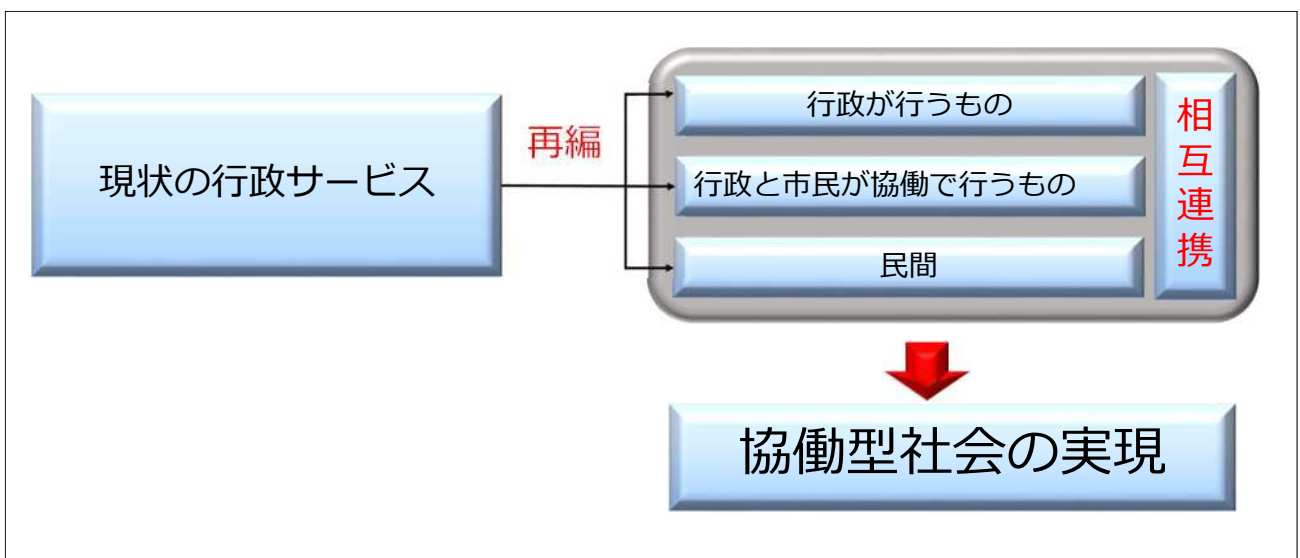 現状の行政サービス
再編
行政が行うもの
行政と市民が協働で行うもの
民間
相互連携
協働型社会の実現